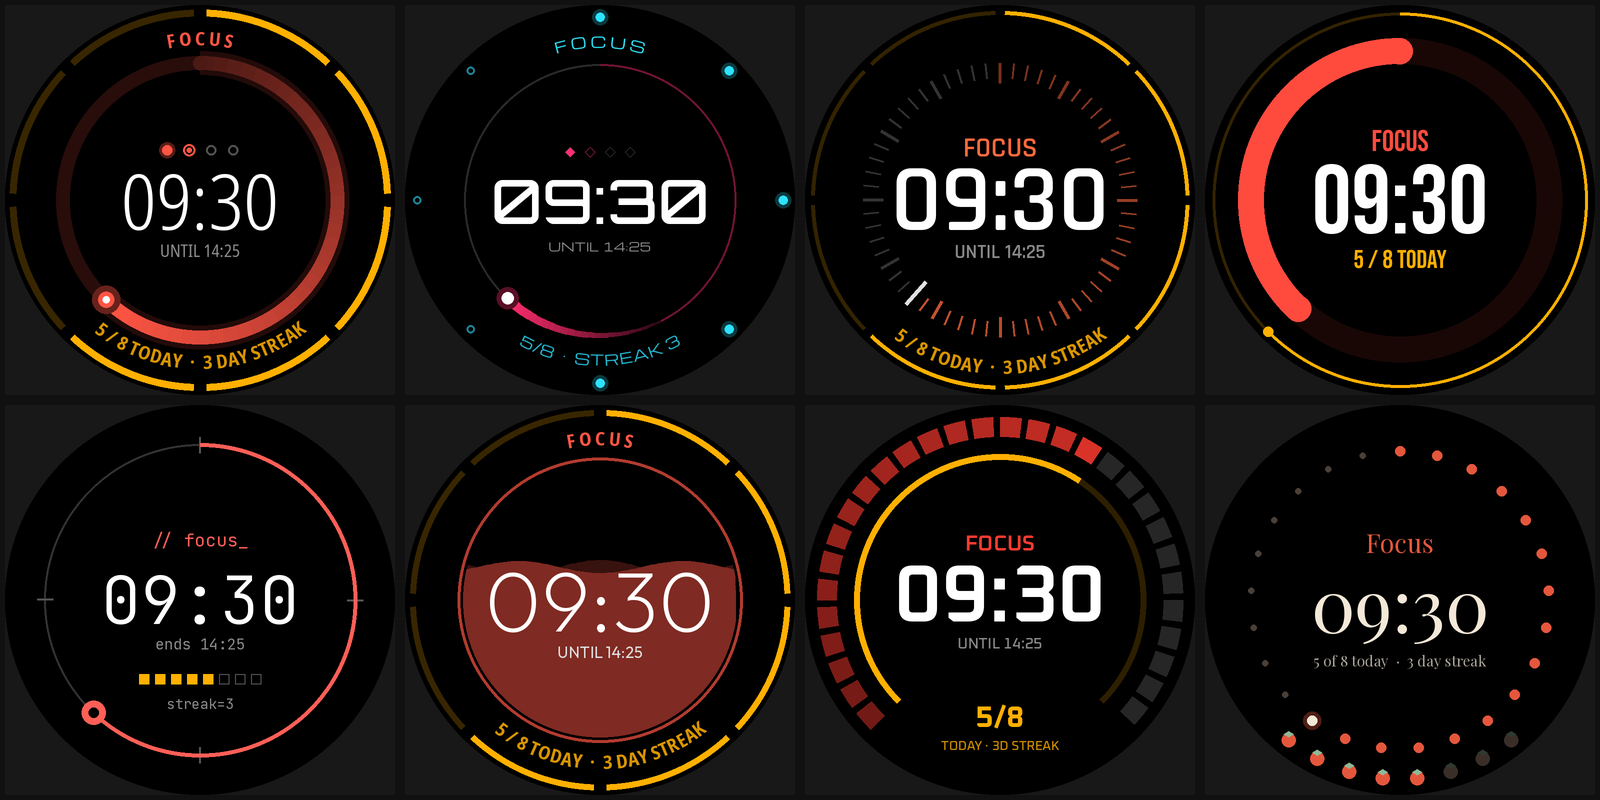 FOCUS
09:30
UNTIL 14:25
5 / 8 TODAY · 3 DAY STREAK
FOCUS
09:30
UNTIL 14:25
5/8 · STREAK 3
FOCUS
09:30
UNTIL 14:25
5 / 8 TODAY · 3 DAY STREAK
FOCUS
09:30
5 / 8 TODAY
// focus_
09:30
ends 14:25
streak=3
FOCUS
09:30
UNTIL 14:25
5 / 8 TODAY · 3 DAY STREAK
FOCUS
09:30
UNTIL 14:25
5/8
TODAY · 3D STREAK
Focus
09:30
5 of 8 today · 3 day streak